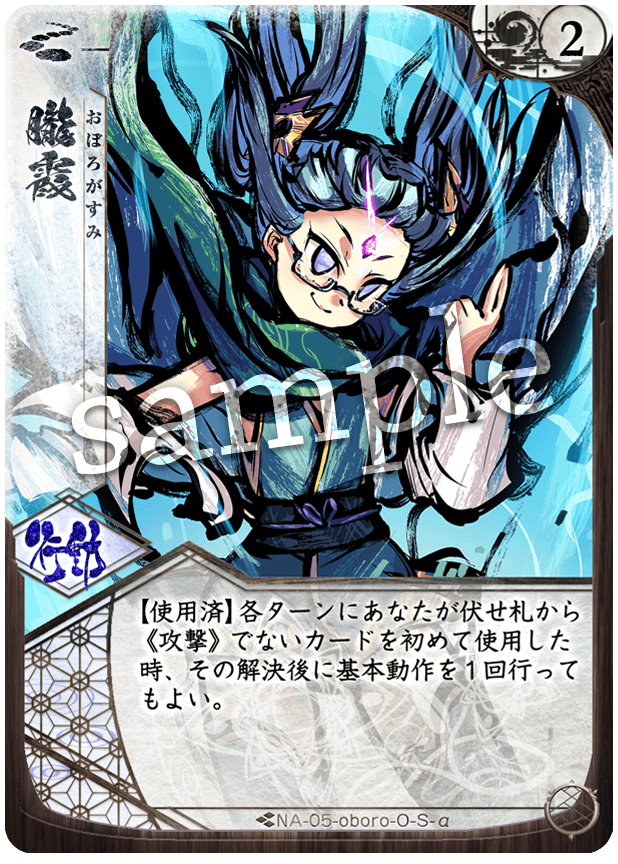 2
朧霞
おぼろがすみ
sample
行動
【使用済】各ターンにあなたが伏せ札から
《攻撃》でないカードを初めて使用した
時、その解決後に基本動作を1回行って
もよい。
NA-05-oboro-O-S-α